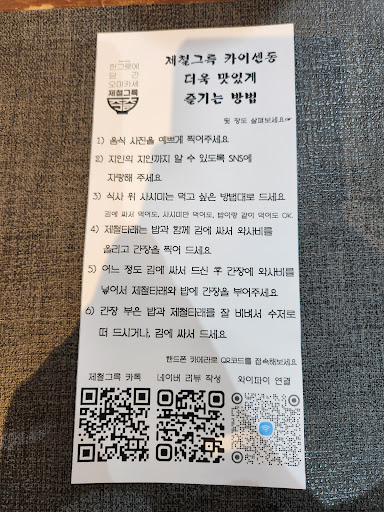 한그릇에
담 간
오마카세
제철그륵
제철그륵 카이센동
더욱 맛있게
즐기는 방법
뒷 장도 살펴보세요☞
1) 음식 사진을 예쁘게 찍어주세요
2) 지인의 지인까지 알 수 있도록 SNS에
자랑해 주세요
3) 식사 위 사시미는 먹고 싶은 방법대로 드세요
김에 싸서 먹어도, 사시미만 먹어도, 밥이랑 같이 먹어도 OK.
4) 제철타래는 밥과 함께 김에 싸서 와사비를
올리고 간장을 찍어 드세요
5) 어느 정도 김에 싸서 드신 후 간장에 와사비를
넣어서 제철타래와 밥에 간장을 부어주세요
6) 간장 부은 밥과 제철타래를 잘 비벼서 수저로
떠 드시거나, 김에 싸서 드세요
핸드폰 카메라로 QR코드를 접속해보세요
제철그륵 카톡 네이버 리뷰 작성 와이파이 연결